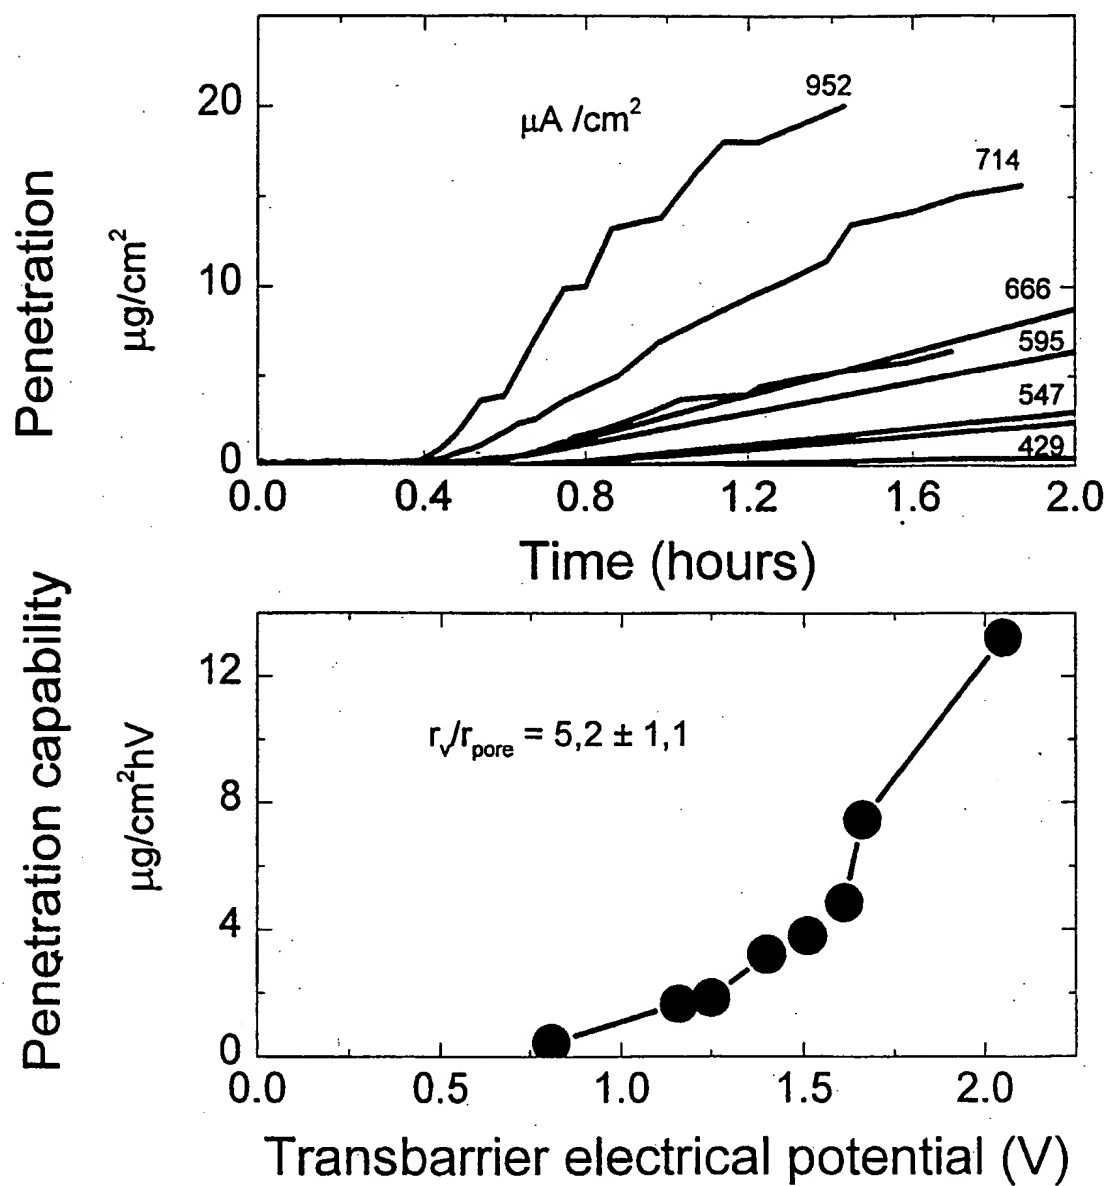 Penetration
μg/cm²
20
10
0
μA /cm²
952
714
666
595
547
429
0.0 0.4 0.8 1.2 1.6 2.0
Time (hours)
Penetration capability
μg/cm²hV
12
8
4
0
rᵥ/r_pore = 5,2 ± 1,1
0.0 0.5 1.0 1.5 2.0
Transbarrier electrical potential (V)